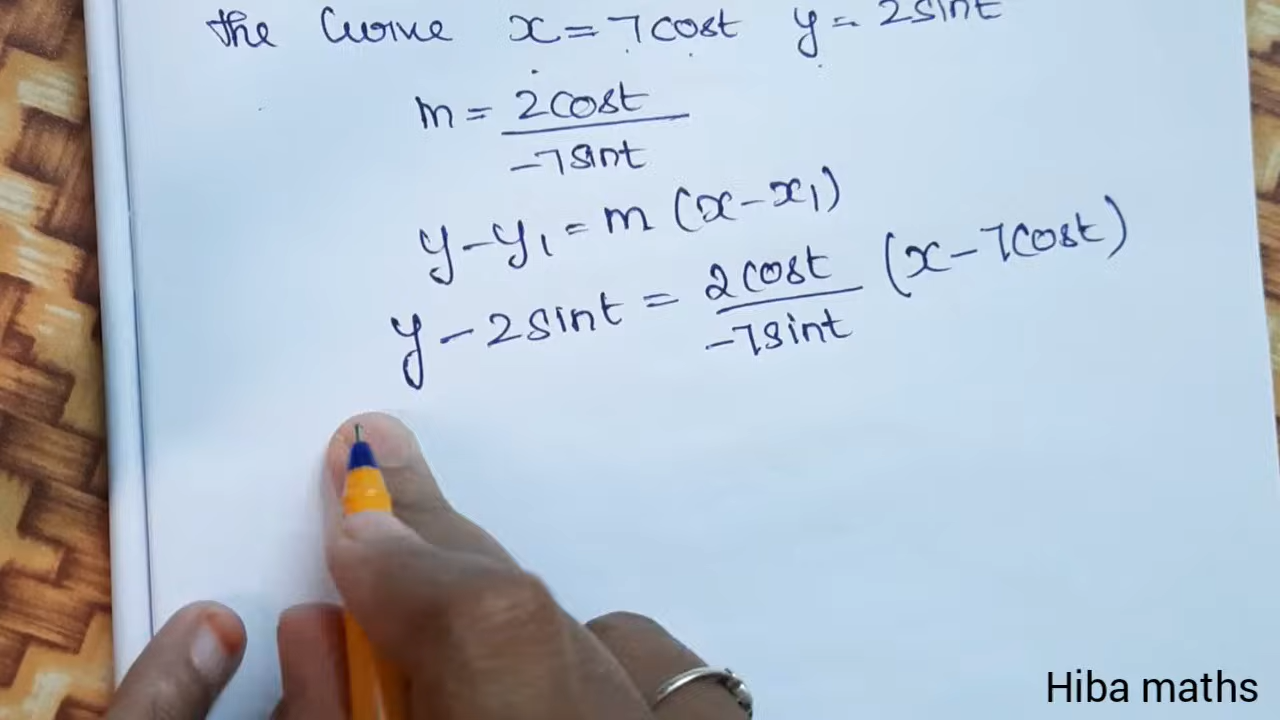 the Curve x = 7cost y = 2sint
m = 2cost / -7sint
y - y₁ = m (x - x₁)
y - 2sint = 2cost / -7sint (x - 7cost)
Hiba maths